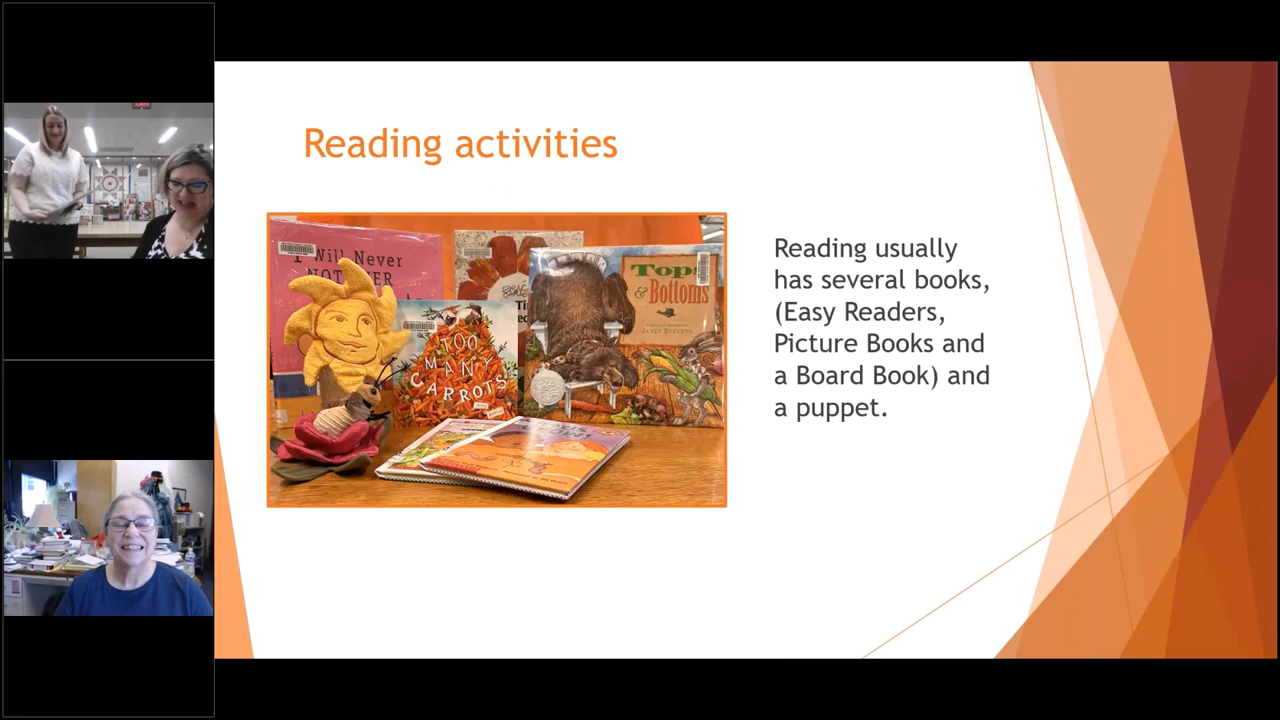 Reading activities
I Will Never
NOT EVER
Tops
& Bottoms
JANET STEVENS
TOO
MANY
CARROTS
Reading usually
has several books,
(Easy Readers,
Picture Books and
a Board Book) and
a puppet.